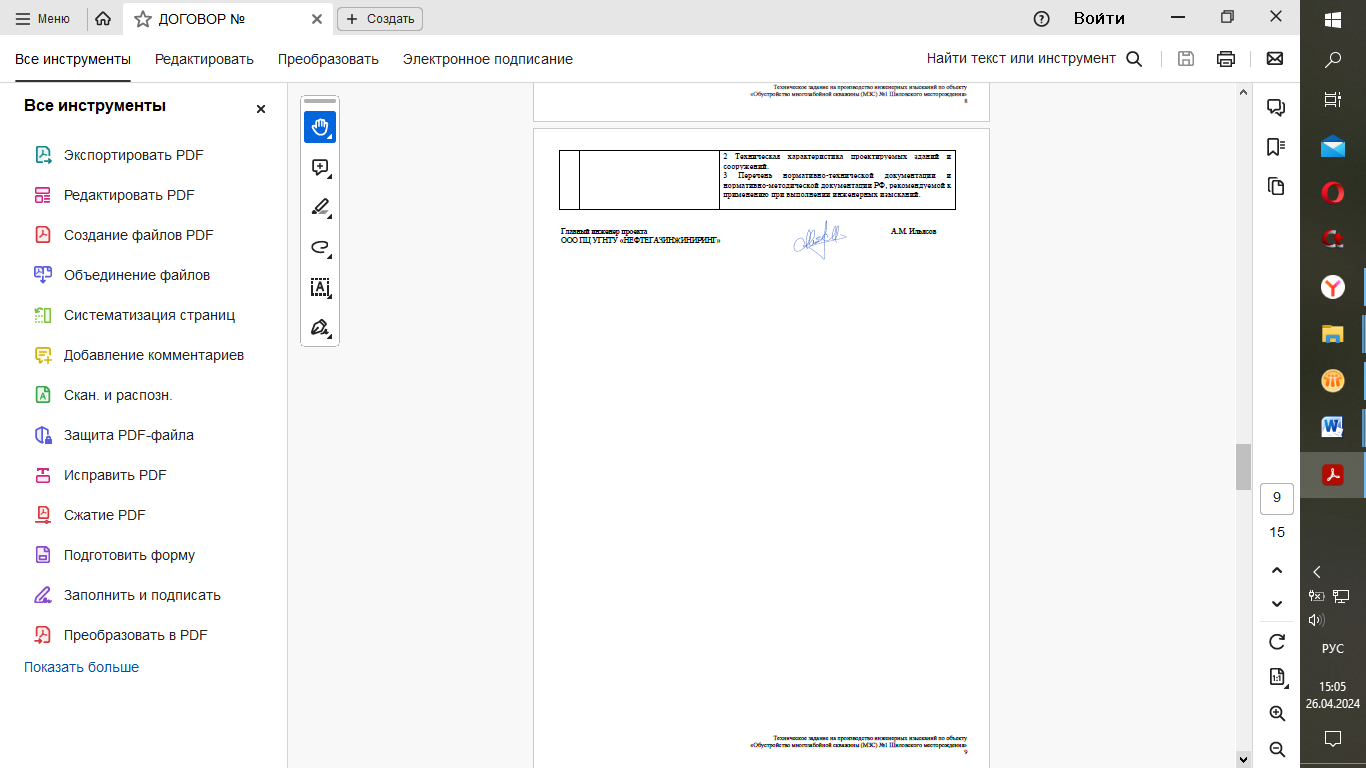 Меню
ДОГОВОР №
Создать
Войти
Все инструменты
Редактировать
Преобразовать
Электронное подписание
Найти текст или инструмент
Все инструменты
Экспортировать PDF
Редактировать PDF
Создание файлов PDF
Объединение файлов
Систематизация страниц
Добавление комментариев
Скан. и распозн.
Защита PDF-файла
Исправить PDF
Сжатие PDF
Подготовить форму
Заполнить и подписать
Преобразовать в PDF
Показать больше
Техническое задание на производство инженерных изысканий по объекту
«Обустройство многозабойной скважины (МЗС) №1 Шиловского месторождения»
8
2 Техническая характеристика проектируемых зданий и
сооружений.
3 Перечень нормативно-технической документации и
нормативно-методической документации РФ, рекомендуемой к
применению при выполнении инженерных изысканий.
Главный инженер проекта
ООО ПЦ УГНТУ «НЕФТЕГАЗИНЖИНИРИНГ»
А.М. Ильясов
Техническое задание на производство инженерных изысканий по объекту
«Обустройство многозабойной скважины (МЗС) №1 Шиловского месторождения»
9
9
15
1:1
РУС
15:05
26.04.2024